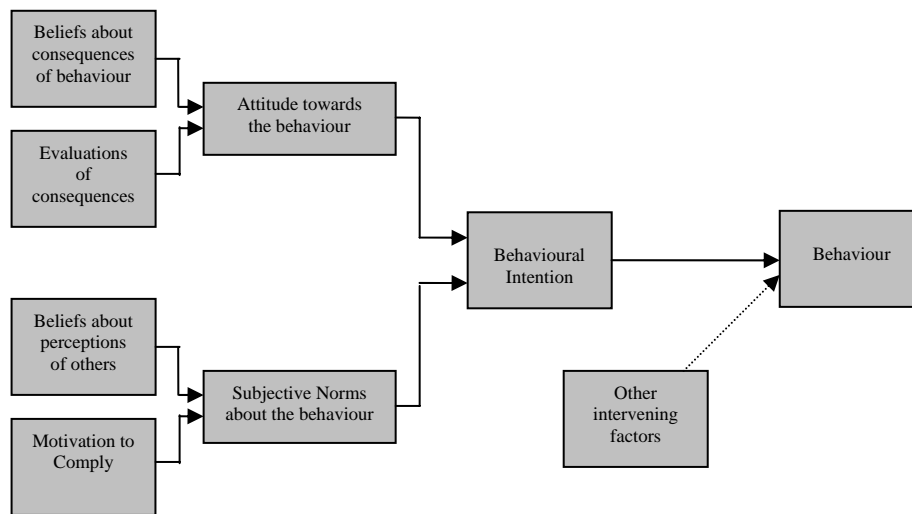 Beliefs about
consequences
of behaviour
Evaluations
of
consequences
Attitude towards
the behaviour
Beliefs about
perceptions
of others
Motivation to
Comply
Subjective Norms
about the behaviour
Behavioural
Intention
Behaviour
Other
intervening
factors